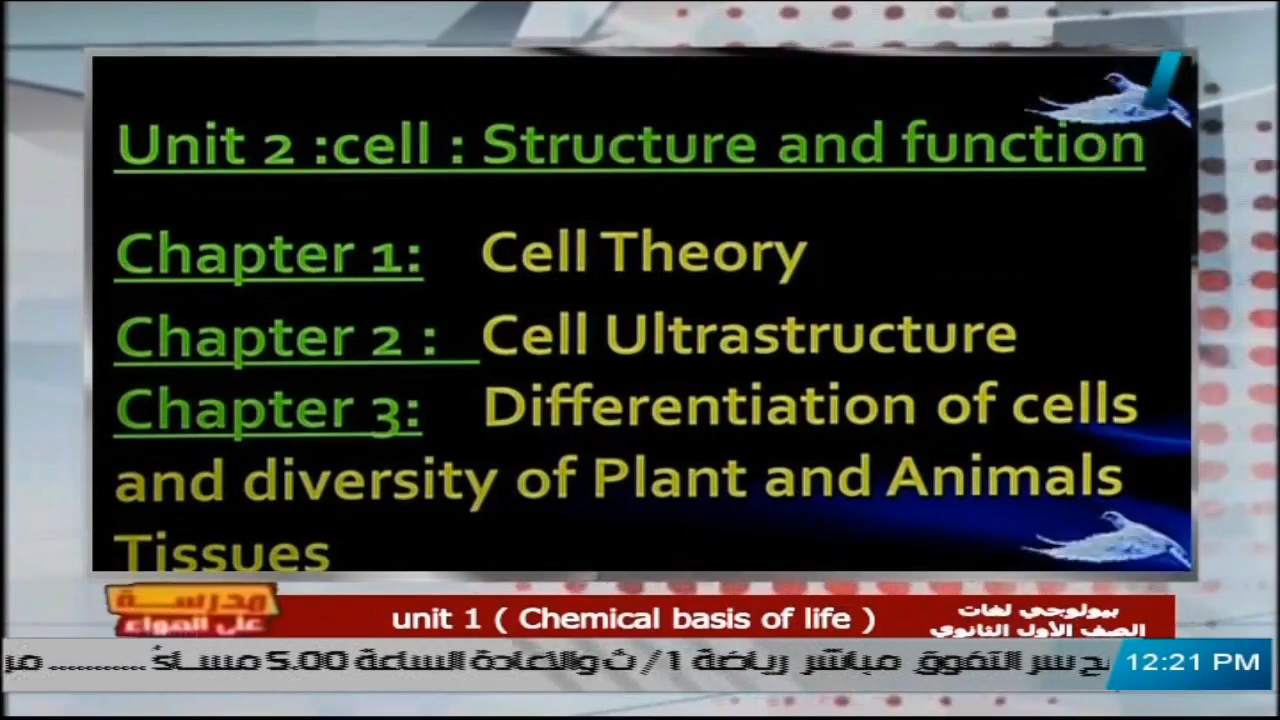 Unit 2 :cell : Structure and function
Chapter 1: Cell Theory
Chapter 2 : Cell Ultrastructure
Chapter 3: Differentiation of cells
and diversity of Plant and Animals
Tissues
مدرسة
على الهواء
unit 1 ( Chemical basis of life )
بيولوجي لغات
الصف الأول الثانوي
سر التفوق مباشر رياضة 1/ ث والاعادة الساعة 5.00 مساءً ...........
12:21 PM